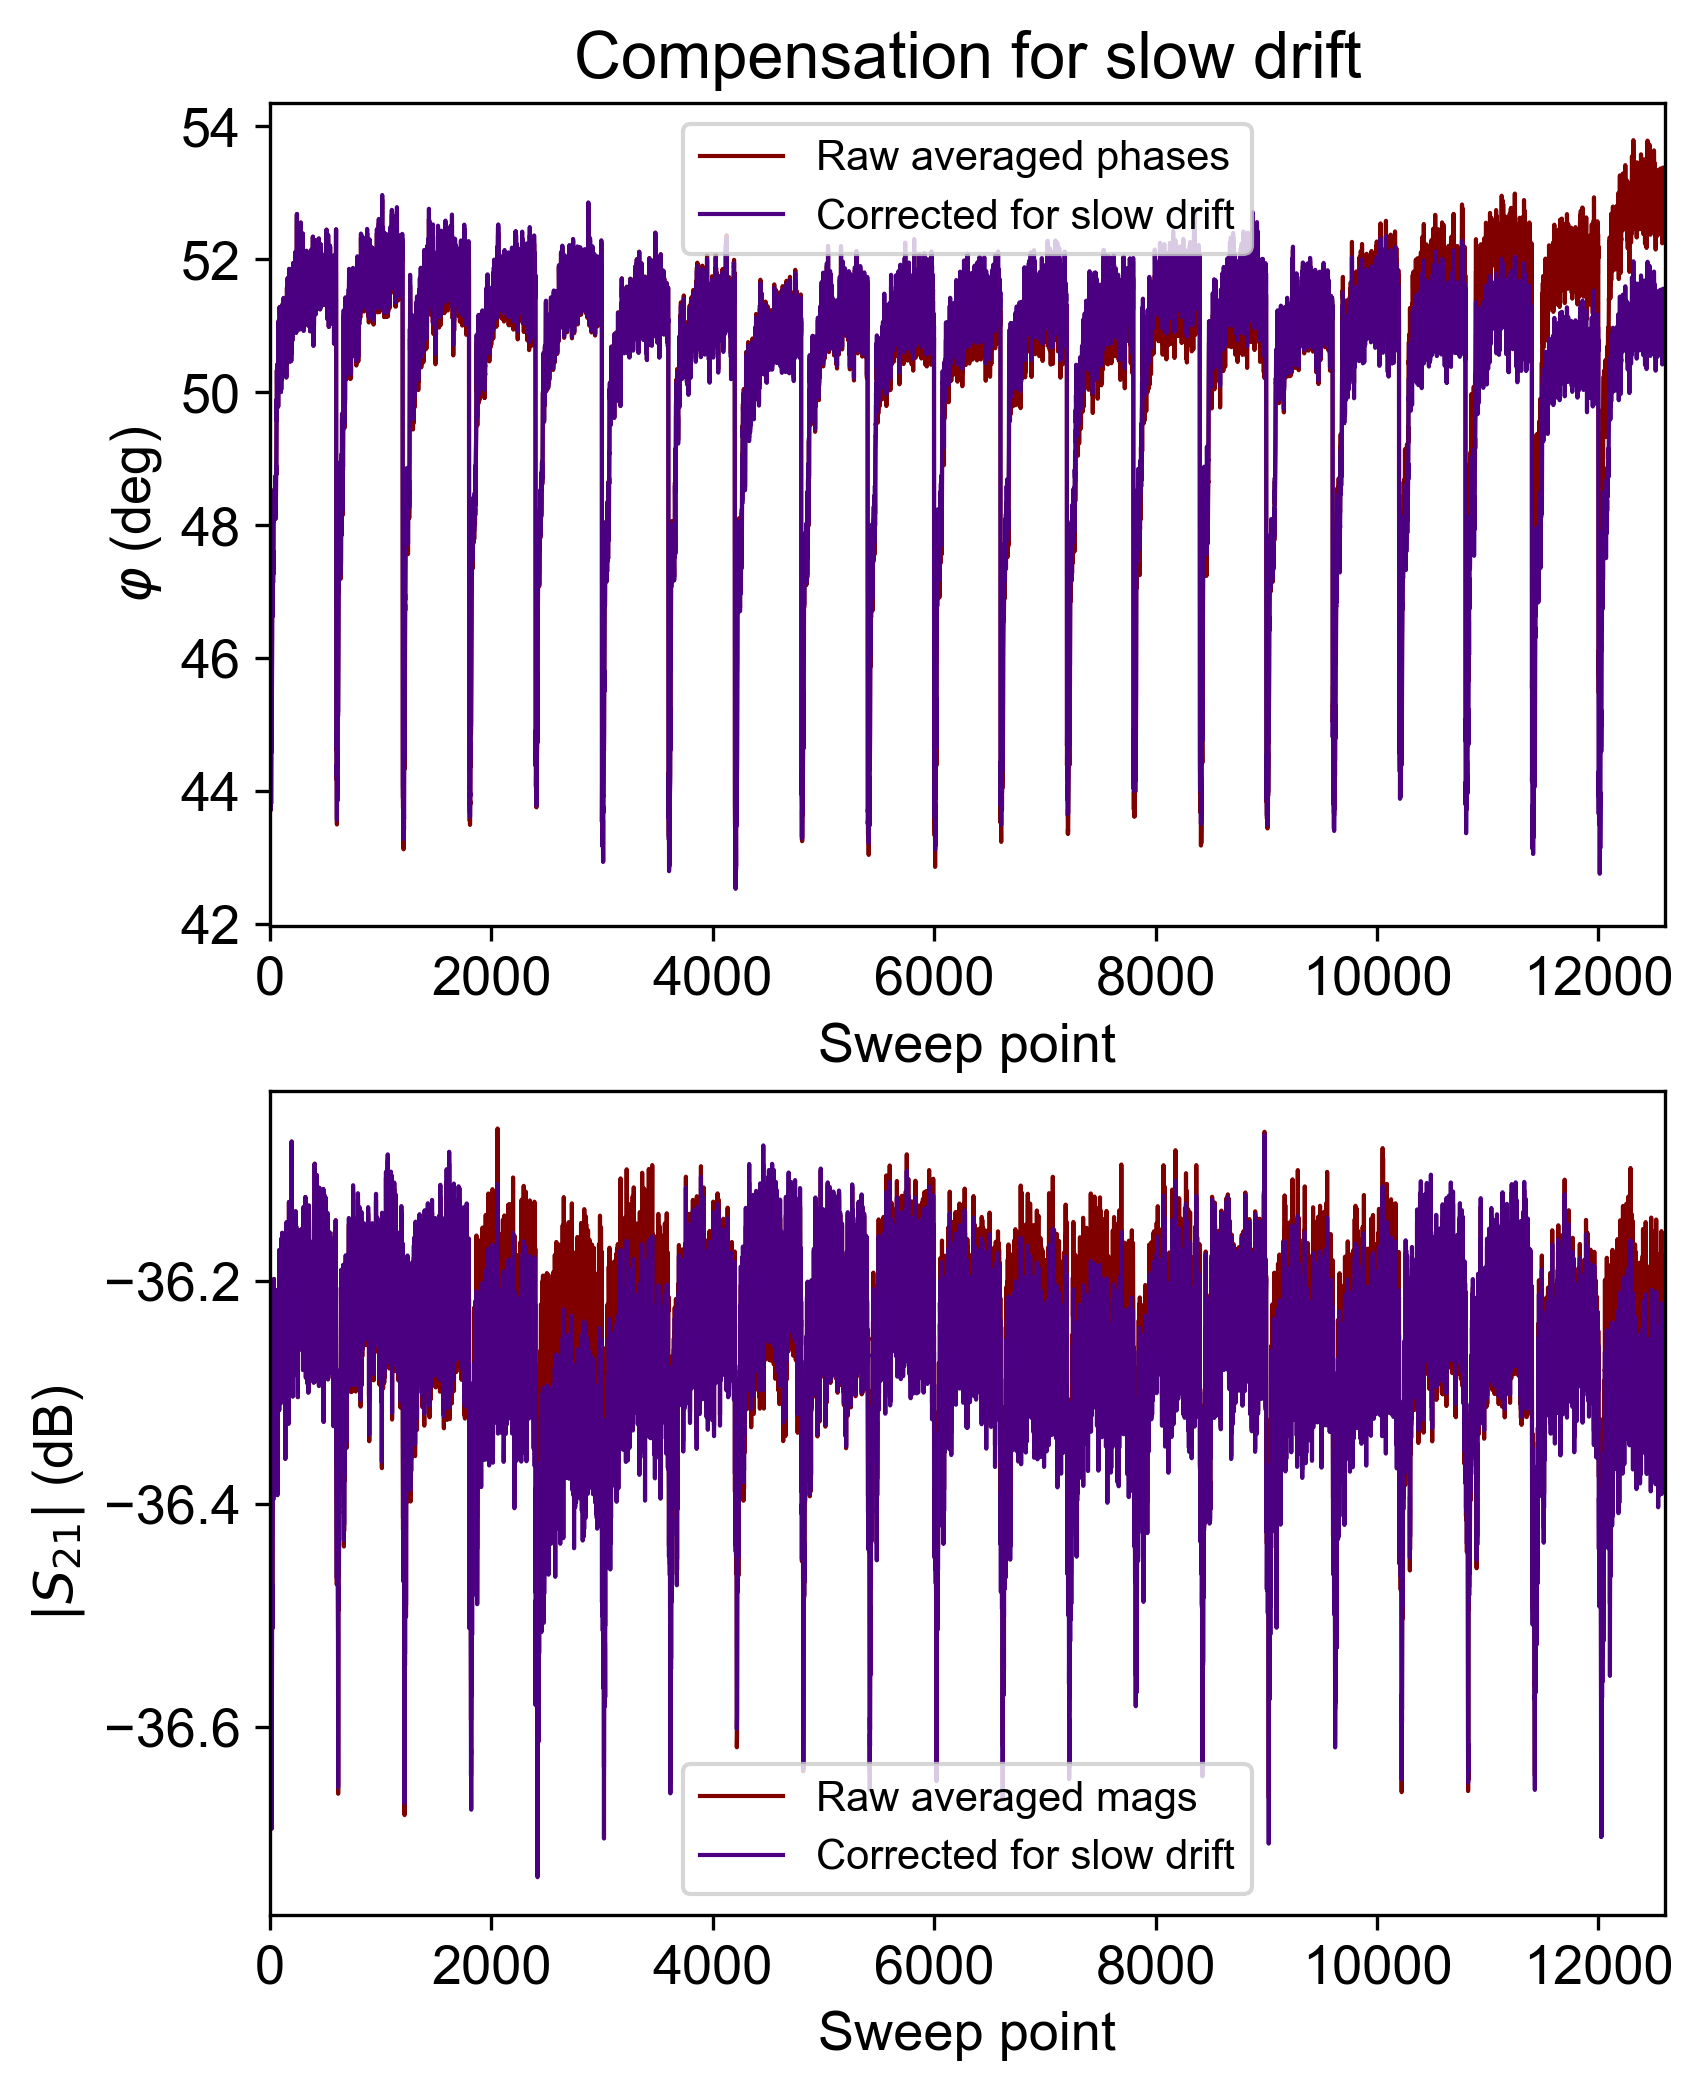 Compensation for slow drift
54
52
50
48
46
44
42
φ (deg)
Raw averaged phases
Corrected for slow drift
0 2000 4000 6000 8000 10000 12000
Sweep point
−36.2
−36.4
−36.6
|S21| (dB)
Raw averaged mags
Corrected for slow drift
0 2000 4000 6000 8000 10000 12000
Sweep point